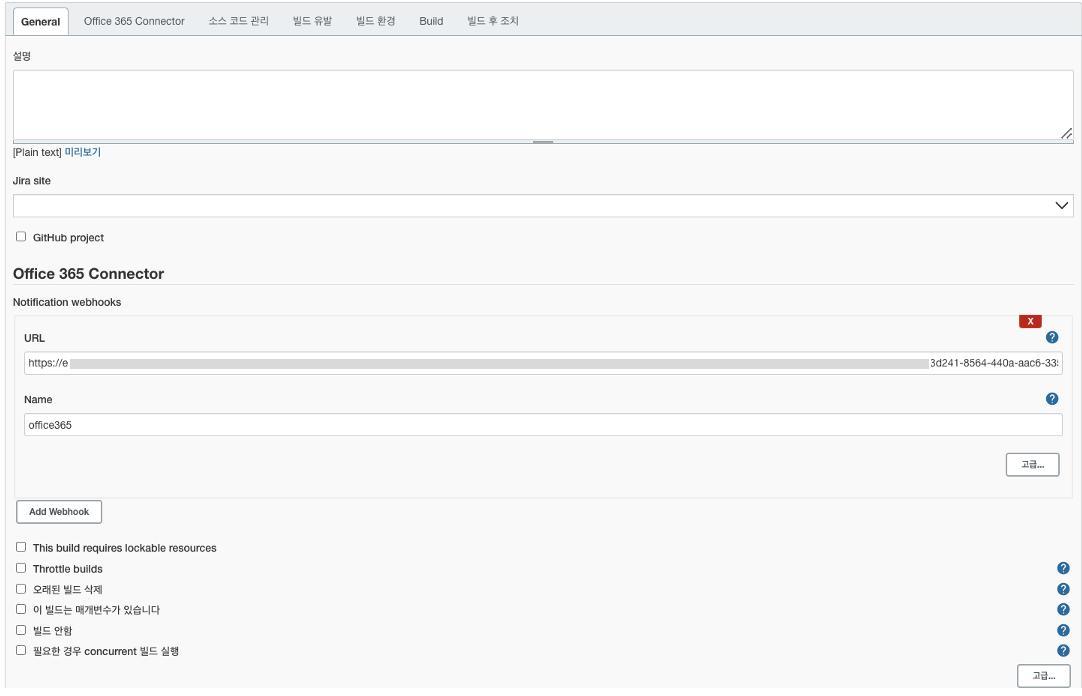 General Office 365 Connector 소스 코드 관리 빌드 유발 빌드 환경 Build 빌드 후 조치
설명
[Plain text] 미리보기
Jira site
GitHub project
Office 365 Connector
Notification webhooks
X
URL
?
https://e 3d241-8564-440a-aac6-335
Name
?
office365
고급...
Add Webhook
This build requires lockable resources
Throttle builds
?
오래된 빌드 삭제
?
이 빌드는 매개변수가 있습니다
?
빌드 안함
?
필요한 경우 concurrent 빌드 실행
?
고급...